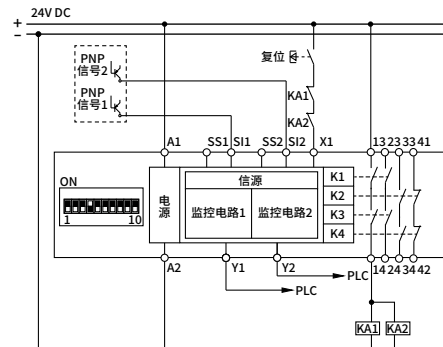 24V DC
+
−
PNP
信号2
PNP
信号1
复位
KA1
KA2
A1
SS1
SI1
SS2
SI2
X1
13
23
33
41
ON
1
10
电源
信源
监控电路1
监控电路2
K1
K2
K3
K4
A2
Y1
Y2
14
24
34
42
PLC
PLC
KA1
KA2